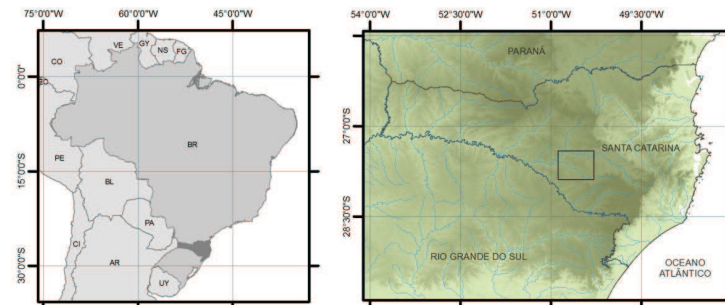 75°0'0"S 60°0'0"S 45°0'0"S
54°0'0"S 52°30'0"S 51°0'0"S 49°30'0"S
0°0'0"
15°0'0"S
30°0'0"S
VE
GY
NS
FG
CO
EC
BR
PE
BL
PA
CI
AR
UY
27°0'0"S
28°30'0"S
PARANÁ
SANTA CATARINA
RIO GRANDE DO SUL
OCEANO
ATLÂNTICO